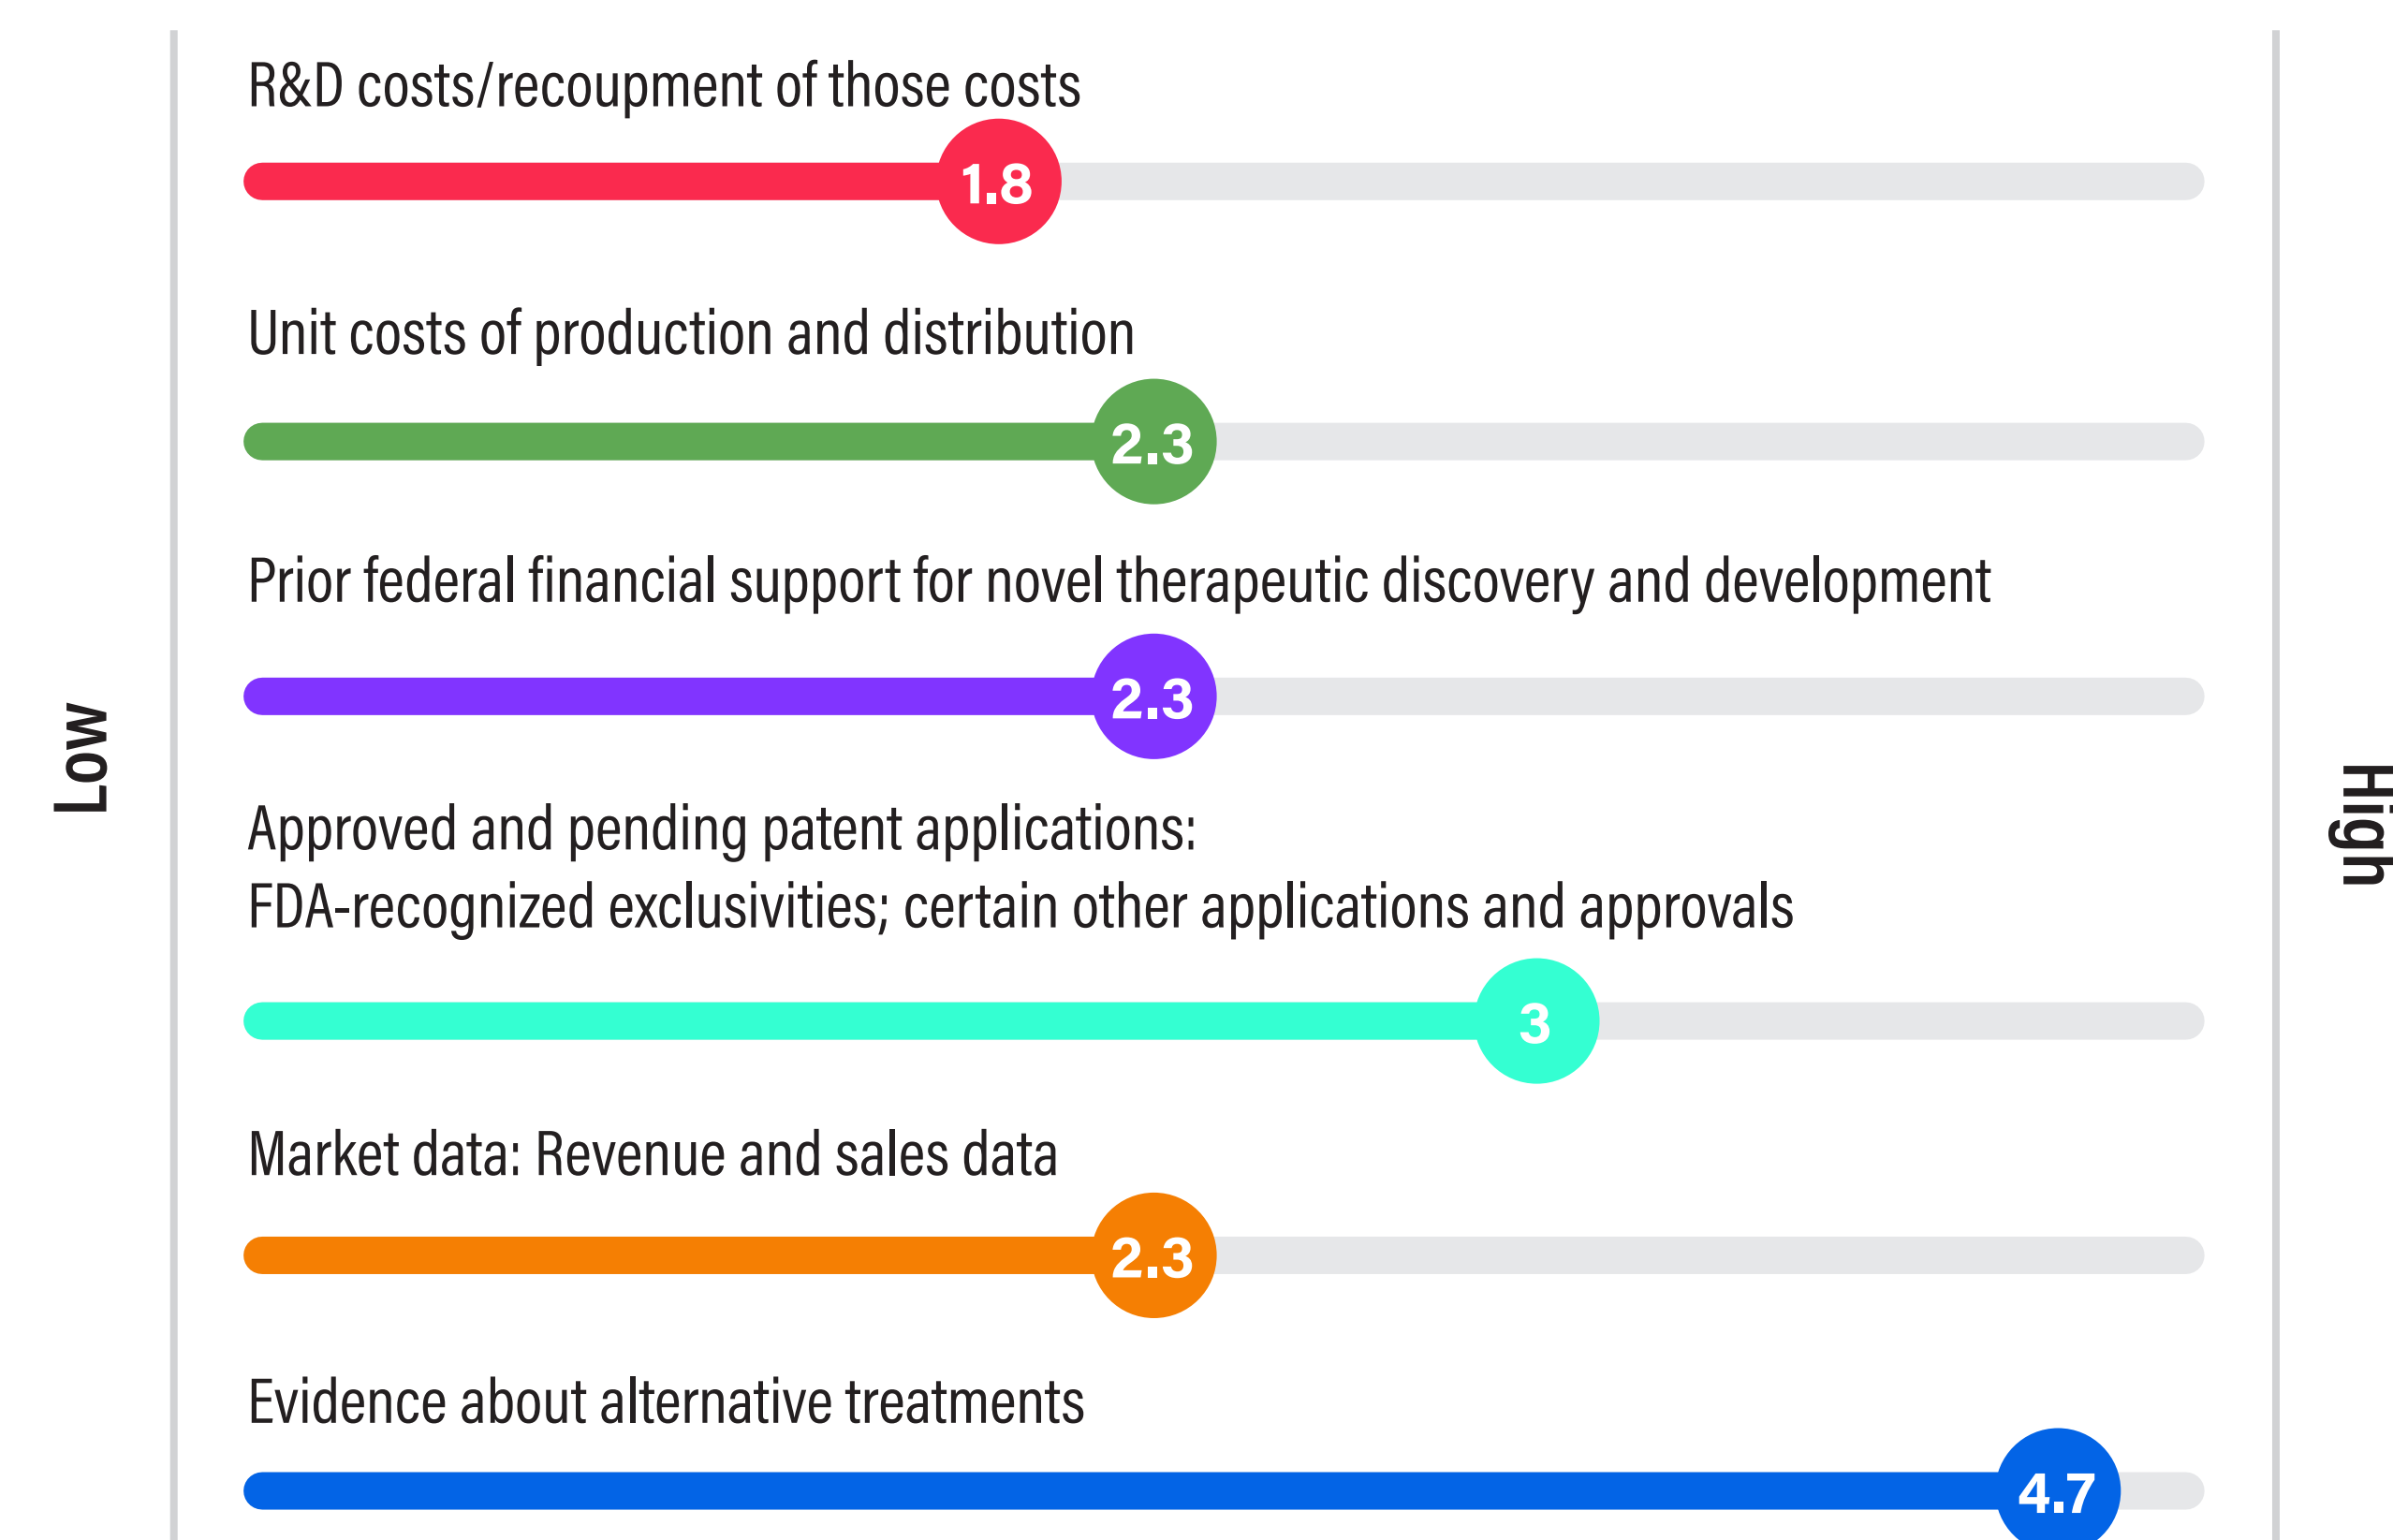 R&D costs/recoupment of those costs
1.8
Unit costs of production and distribution
2.3
Prior federal financial support for novel therapeutic discovery and development
2.3
Low
High
Approved and pending patent applications:
FDA-recognized exclusivities; certain other applications and approvals
3
Market data: Revenue and sales data
2.3
Evidence about alternative treatments
4.7